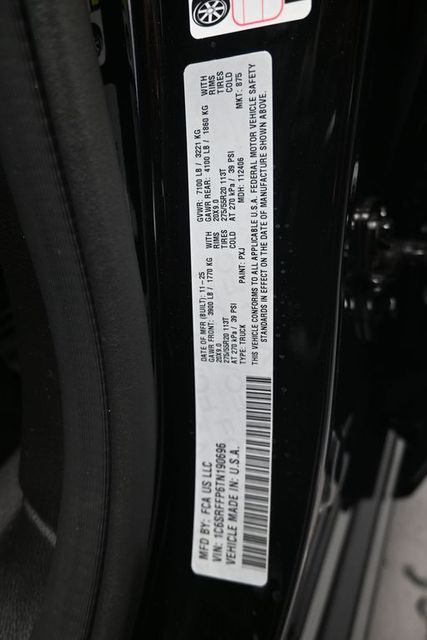 MFD BY: FCA US LLC
VIN: 1C6SRFFP6TN190696
VEHICLE MADE IN: U.S.A.
DATE OF MFR (BUILT): 11-25
GAWR FRONT: 3900 LB / 1770 KG WITH
20X9.0 RIMS
275/55R20 113T TIRES
AT 270 kPa / 39 PSI COLD
TYPE: TRUCK PAINT: PXJ
GVWR: 7100 LB / 3221 KG
GAWR REAR: 4100 LB / 1860 KG WITH
20X9.0 RIMS
275/55R20 113T TIRES
AT 270 kPa / 39 PSI COLD
MDH: 112406 MKT: 875
THIS VEHICLE CONFORMS TO ALL APPLICABLE U.S.A. FEDERAL MOTOR VEHICLE SAFETY
STANDARDS IN EFFECT ON THE DATE OF MANUFACTURE SHOWN ABOVE.